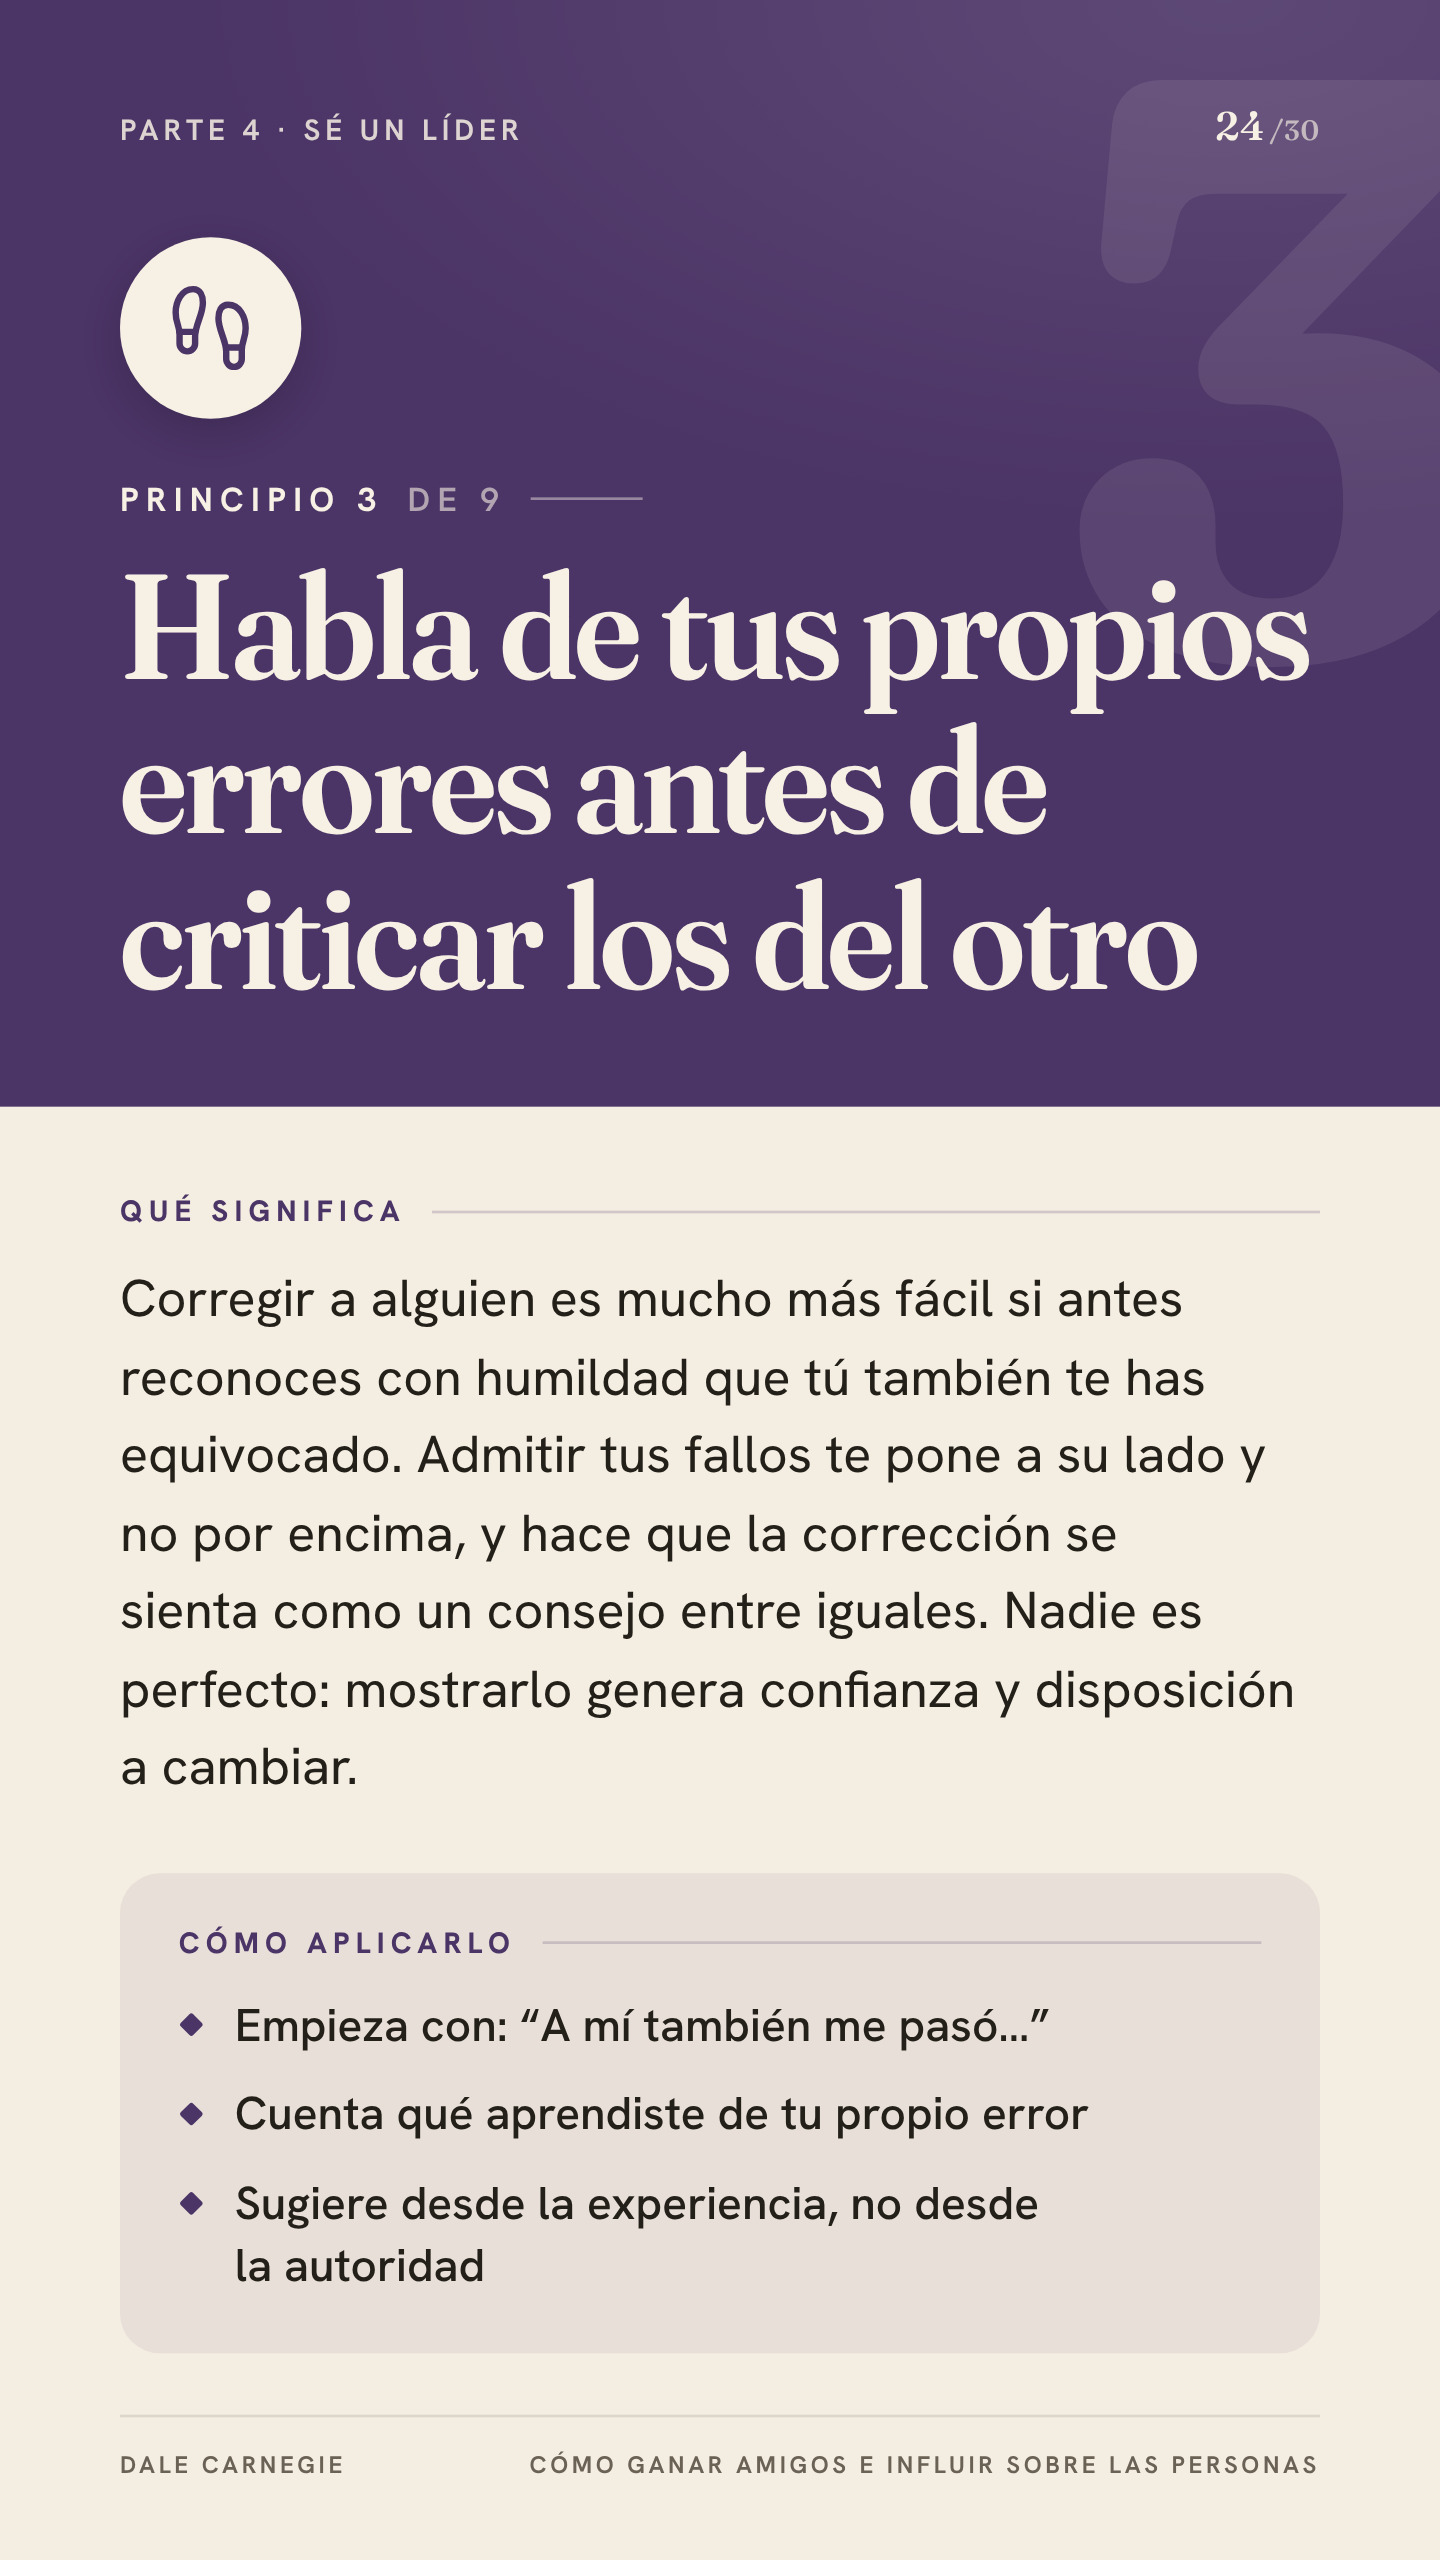 PARTE 4 · SÉ UN LÍDER
24/30
3
PRINCIPIO 3 DE 9
Habla de tus propios
errores antes de
criticar los del otro
QUÉ SIGNIFICA
Corregir a alguien es mucho más fácil si antes
reconoces con humildad que tú también te has
equivocado. Admitir tus fallos te pone a su lado y
no por encima, y hace que la corrección se
sienta como un consejo entre iguales. Nadie es
perfecto: mostrarlo genera confianza y disposición
a cambiar.
CÓMO APLICARLO
Empieza con: “A mí también me pasó...”
Cuenta qué aprendiste de tu propio error
Sugiere desde la experiencia, no desde
la autoridad
DALE CARNEGIE
CÓMO GANAR AMIGOS E INFLUIR SOBRE LAS PERSONAS